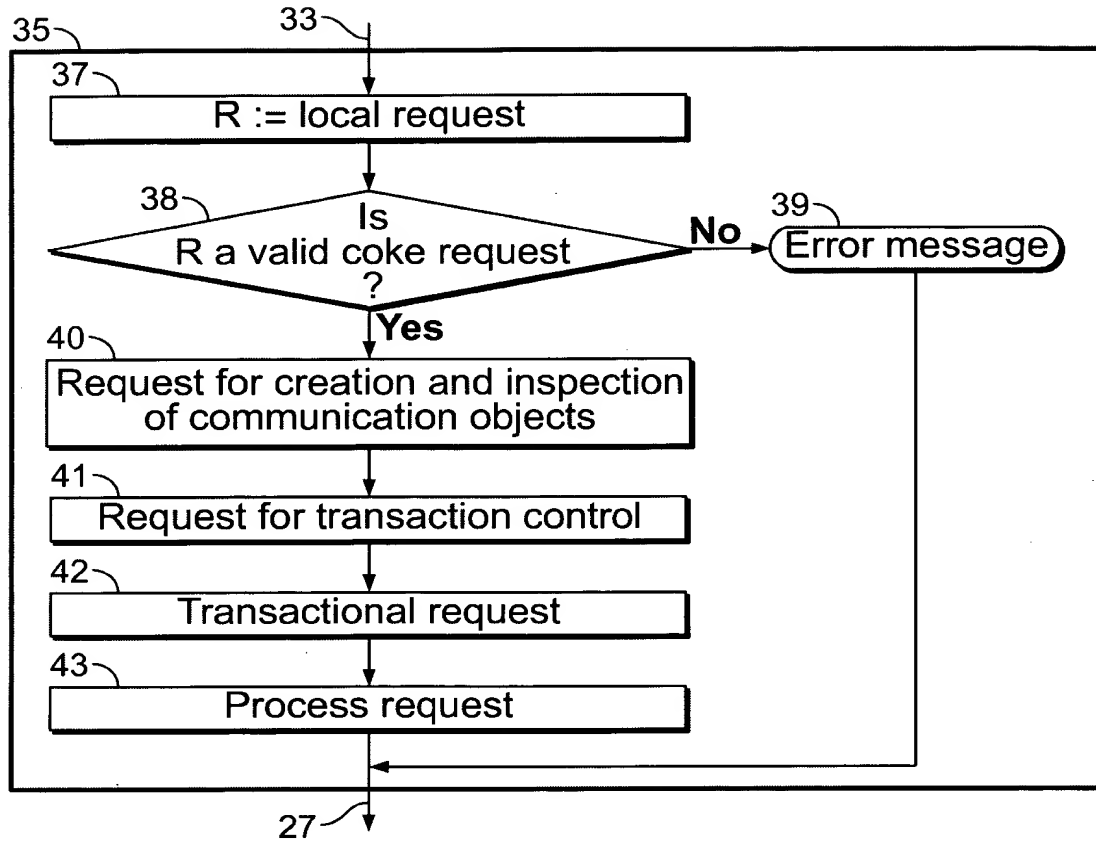 33
35
37
R := local request
38
Is
R a valid coke request
?
No
39
Error message
Yes
40
Request for creation and inspection
of communication objects
41
Request for transaction control
42
Transactional request
43
Process request
27